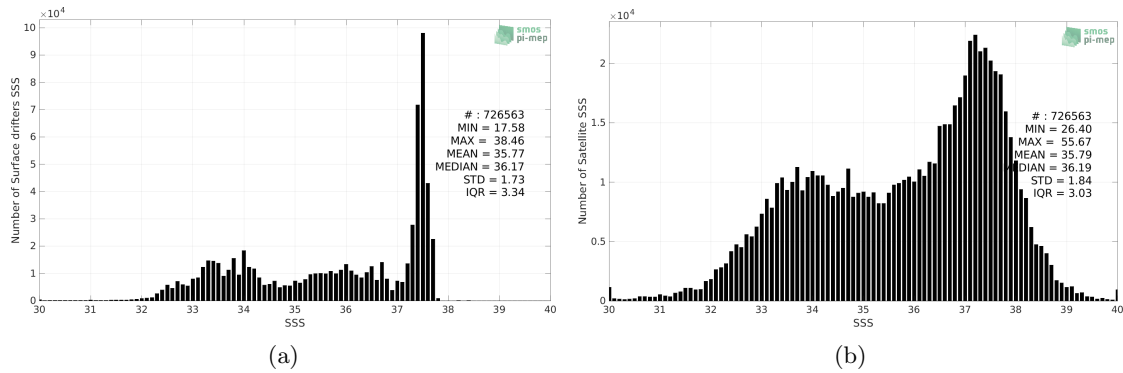 ×10⁴
smos
pi-mep
10
9
8
7
6
5
4
3
2
1
0
Number of Surface drifters SSS
# : 726563
MIN = 17.58
MAX = 38.46
MEAN = 35.77
MEDIAN = 36.17
STD = 1.73
IQR = 3.34
30 31 32 33 34 35 36 37 38 39 40
SSS
(a)
×10⁴
smos
pi-mep
2
1.5
1
0.5
0
Number of Satellite SSS
# : 726563
MIN = 26.40
MAX = 55.67
MEAN = 35.79
MEDIAN = 36.19
STD = 1.84
IQR = 3.03
30 31 32 33 34 35 36 37 38 39 40
SSS
(b)